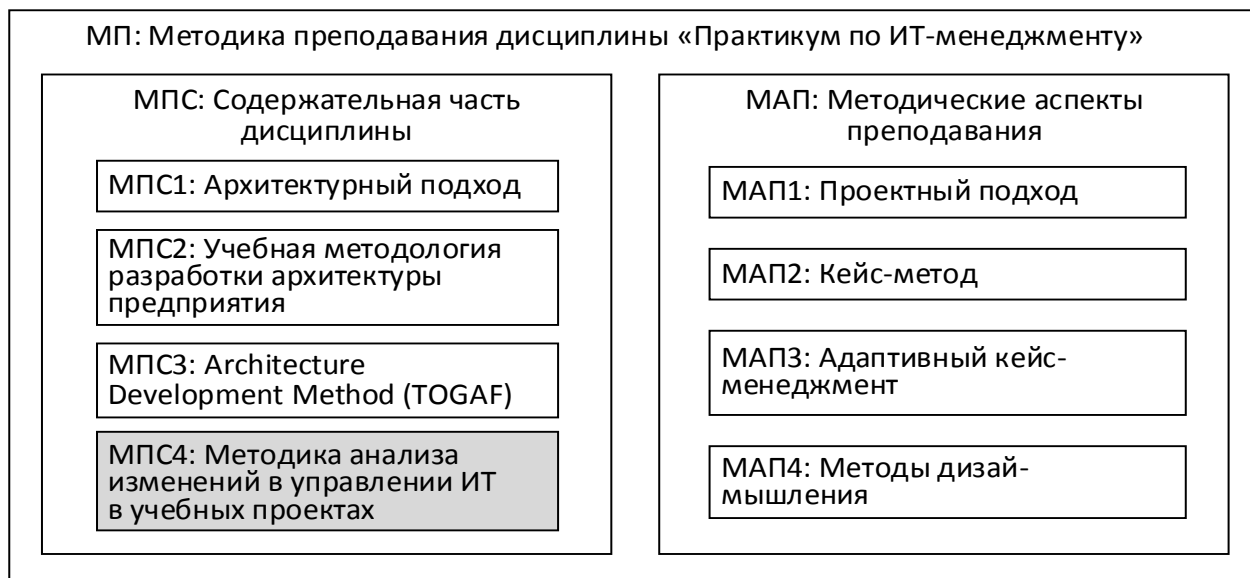 МП: Методика преподавания дисциплины «Практикум по ИТ-менеджменту»
МПС: Содержательная часть
дисциплины
МПС1: Архитектурный подход
МПС2: Учебная методология
разработки архитектуры
предприятия
МПС3: Architecture
Development Method (TOGAF)
МПС4: Методика анализа
изменений в управлении ИТ
в учебных проектах
МАП: Методические аспекты
преподавания
МАП1: Проектный подход
МАП2: Кейс-метод
МАП3: Адаптивный кейс-
менеджмент
МАП4: Методы дизай-
мышления